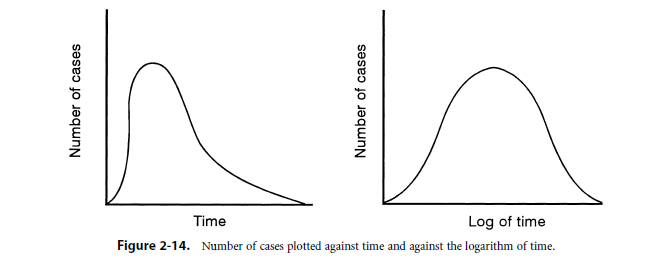 Number of cases
Time
Number of cases
Log of time
Figure 2-14. Number of cases plotted against time and against the logarithm of time.